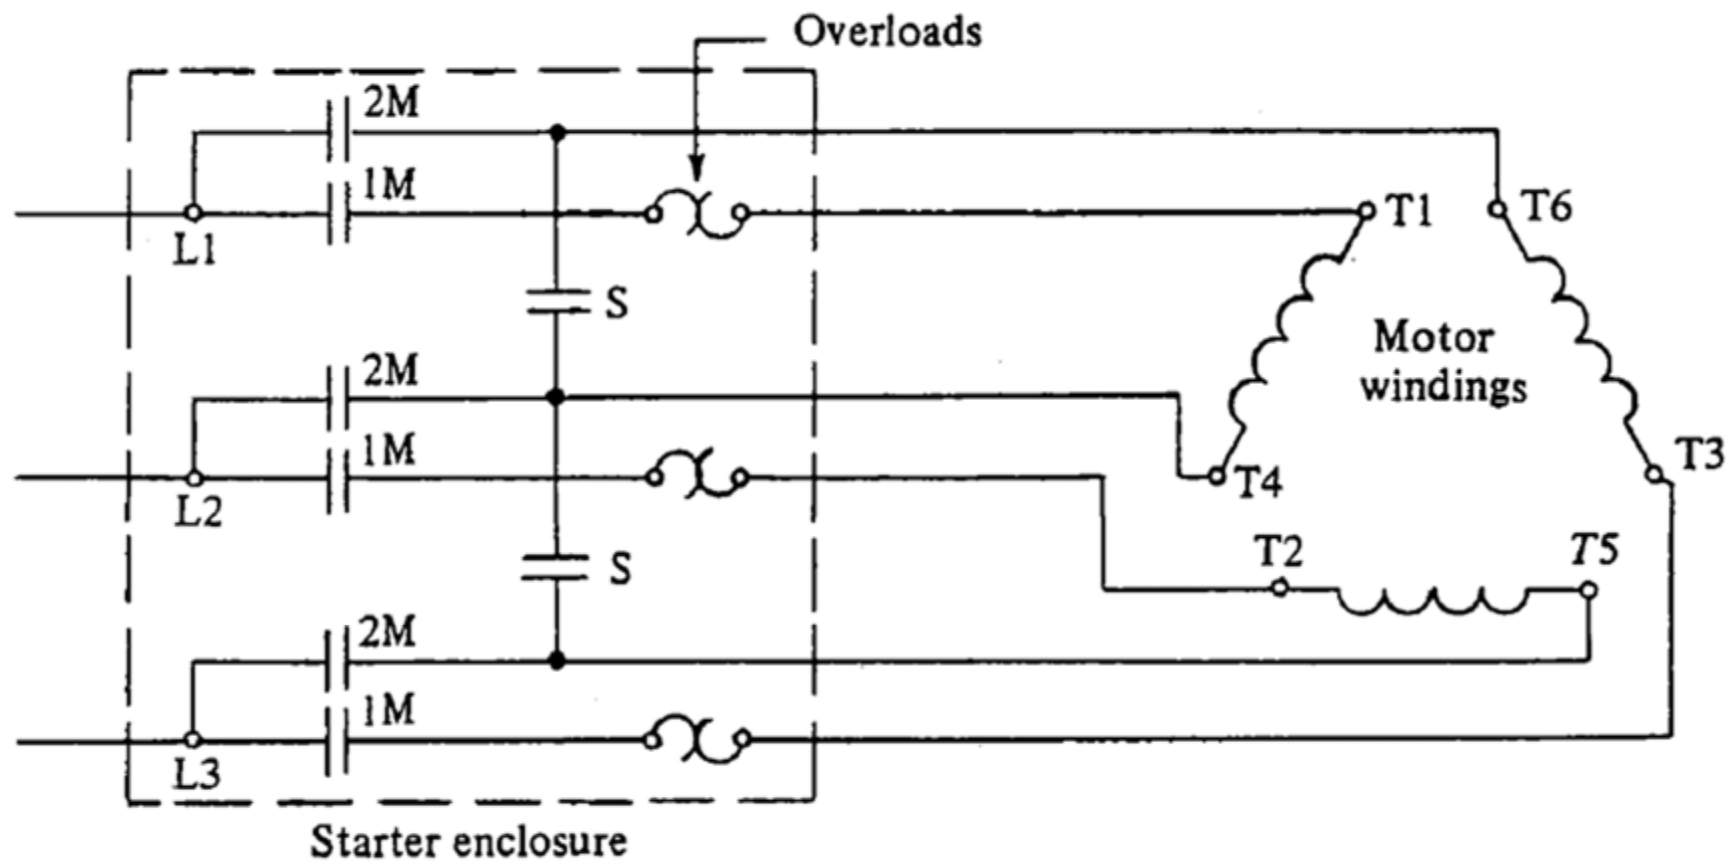 Overloads
2M
1M
L1
T1
T6
S
2M
Motor
windings
1M
L2
T4
T3
S
T2
T5
2M
1M
L3
Starter enclosure